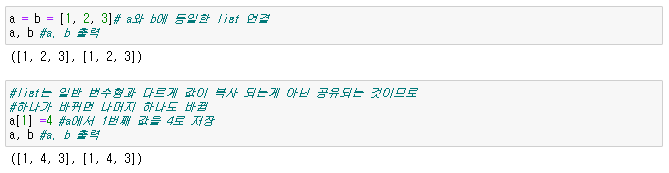 a = b = [1, 2, 3]# a와 b에 동일한 list 연결
a, b #a, b 출력
([1, 2, 3], [1, 2, 3])
#list는 일반 변수형과 다르게 값이 복사 되는게 아닌 공유되는 것이므로
#하나가 바뀌면 나머지 하나도 바뀜
a[1] =4 #a에서 1번째 값을 4로 저장
a, b #a, b 출력
([1, 4, 3], [1, 4, 3])